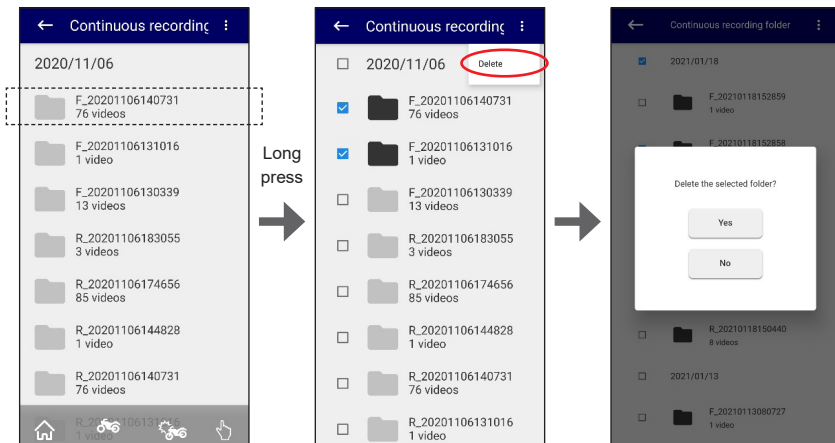 Continuous recording
2020/11/06
F_20201106140731
76 videos
F_20201106131016
1 video
F_20201106130339
13 videos
R_20201106183055
3 videos
R_20201106174656
85 videos
R_20201106144828
1 video
R_20201106140731
76 videos
R_20201106131016
1 video
Long
press
Continuous recording
2020/11/06
Delete
F_20201106140731
76 videos
F_20201106131016
1 video
F_20201106130339
13 videos
R_20201106183055
3 videos
R_20201106174656
85 videos
R_20201106144828
1 video
R_20201106140731
76 videos
R_20201106131016
1 video
Continuous recording folder
2021/01/18
F_20210118152859
1 video
F_20210118152858
Delete the selected folder?
Yes
No
R_20210118150440
8 videos
2021/01/13
F_20210113080727
1 video